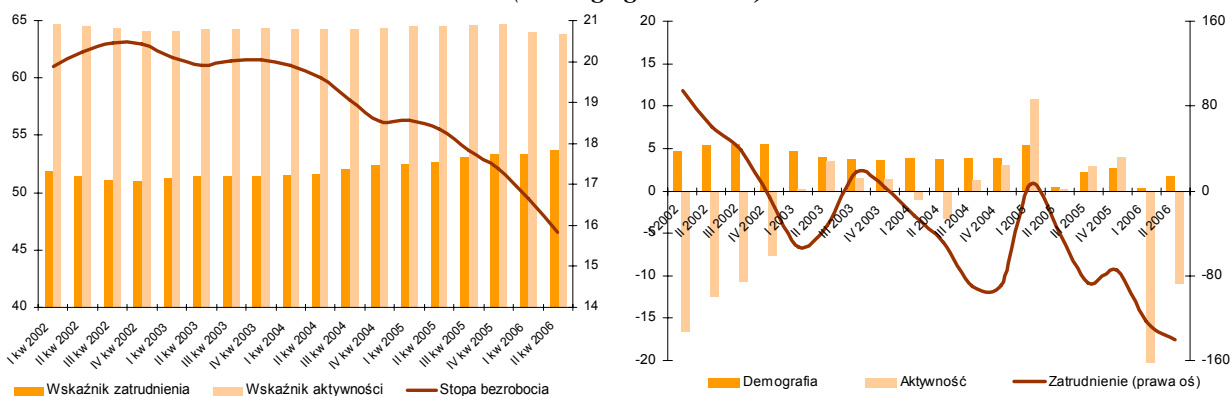 65
60
55
50
45
40
21
20
19
18
17
16
15
14
I kw 2002
II kw 2002
III kw 2002
IV kw 2002
I kw 2003
II kw 2003
III kw 2003
IV kw 2003
I kw 2004
II kw 2004
III kw 2004
IV kw 2004
I kw 2005
II kw 2005
III kw 2005
IV kw 2005
I kw 2006
II kw 2006
Wskaźnik zatrudnienia Wskaźnik aktywności Stopa bezrobocia
20
15
10
5
0
-5
-10
-15
-20
160
80
0
-80
-160
I 2002
II 2002
III 2002
IV 2002
I 2003
II 2003
III 2003
IV 2003
I 2004
II 2004
III 2004
IV 2004
I 2005
II 2005
III 2005
IV 2005
I 2006
II 2006
Demografia Aktywność Zatrudnienie (prawa oś)